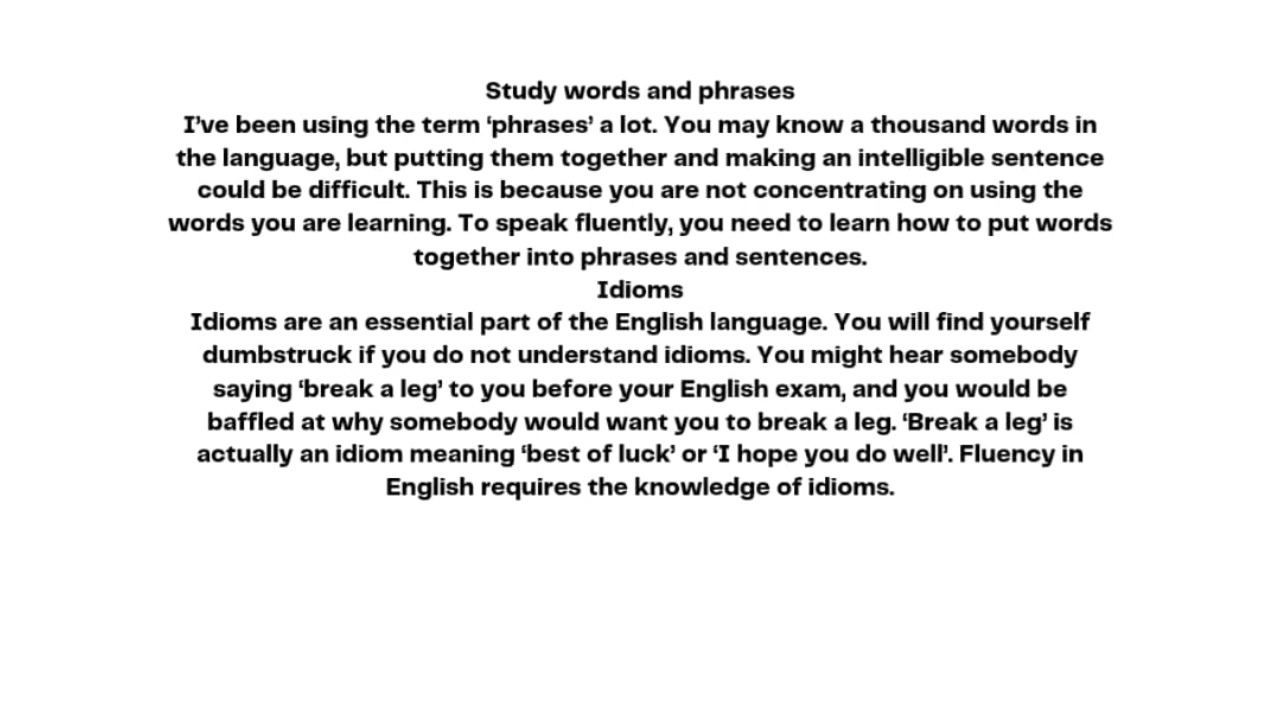 Study words and phrases
I’ve been using the term ‘phrases’ a lot. You may know a thousand words in
the language, but putting them together and making an intelligible sentence
could be difficult. This is because you are not concentrating on using the
words you are learning. To speak fluently, you need to learn how to put words
together into phrases and sentences.
Idioms
Idioms are an essential part of the English language. You will find yourself
dumbstruck if you do not understand idioms. You might hear somebody
saying ‘break a leg’ to you before your English exam, and you would be
baffled at why somebody would want you to break a leg. ‘Break a leg’ is
actually an idiom meaning ‘best of luck’ or ‘I hope you do well’. Fluency in
English requires the knowledge of idioms.